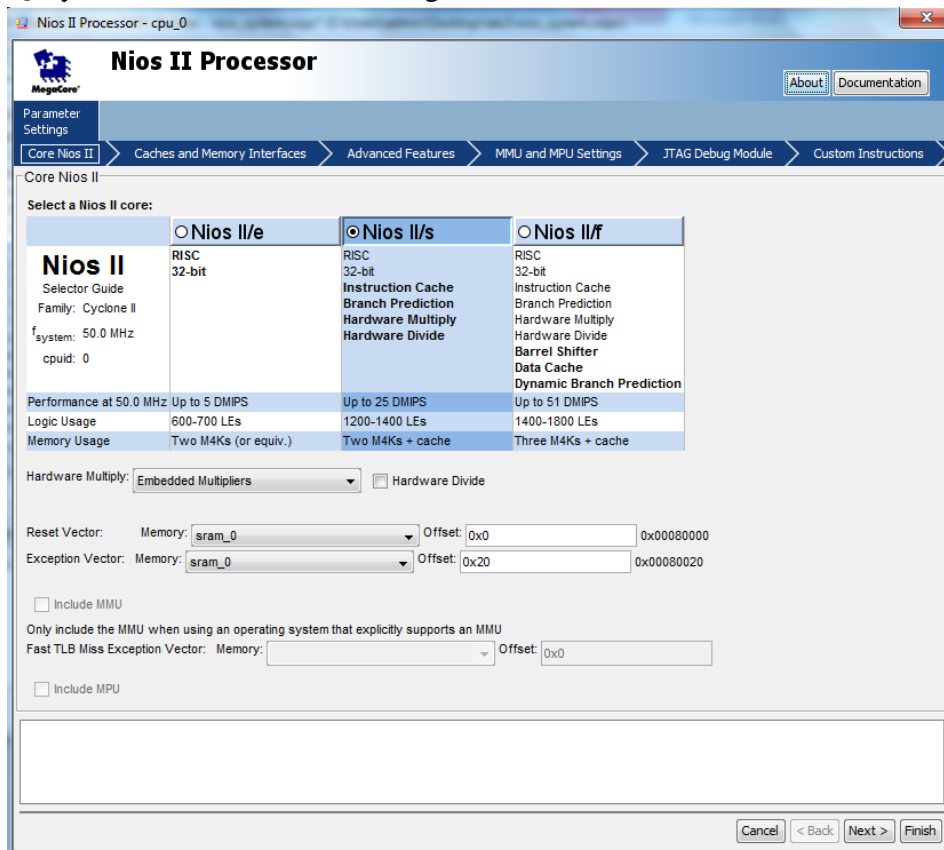 Nios II Processor - cpu_0
Nios II Processor
MegaCore®
About
Documentation
Parameter
Settings
Core Nios II
Caches and Memory Interfaces
Advanced Features
MMU and MPU Settings
JTAG Debug Module
Custom Instructions
Core Nios II
Select a Nios II core:
Nios II/e
Nios II/s
Nios II/f
Nios II
Selector Guide
Family: Cyclone II
fsystem: 50.0 MHz
cpuid: 0
RISC
32-bit
RISC
32-bit
Instruction Cache
Branch Prediction
Hardware Multiply
Hardware Divide
RISC
32-bit
Instruction Cache
Branch Prediction
Hardware Multiply
Hardware Divide
Barrel Shifter
Data Cache
Dynamic Branch Prediction
Performance at 50.0 MHz Up to 5 DMIPS Up to 25 DMIPS Up to 51 DMIPS
Logic Usage 600-700 LEs 1200-1400 LEs 1400-1800 LEs
Memory Usage Two M4Ks (or equiv.) Two M4Ks + cache Three M4Ks + cache
Hardware Multiply: Embedded Multipliers Hardware Divide
Reset Vector: Memory: sram_0 Offset: 0x0 0x00080000
Exception Vector: Memory: sram_0 Offset: 0x20 0x00080020
Include MMU
Only include the MMU when using an operating system that explicitly supports an MMU
Fast TLB Miss Exception Vector: Memory: Offset: 0x0
Include MPU
Cancel < Back Next > Finish